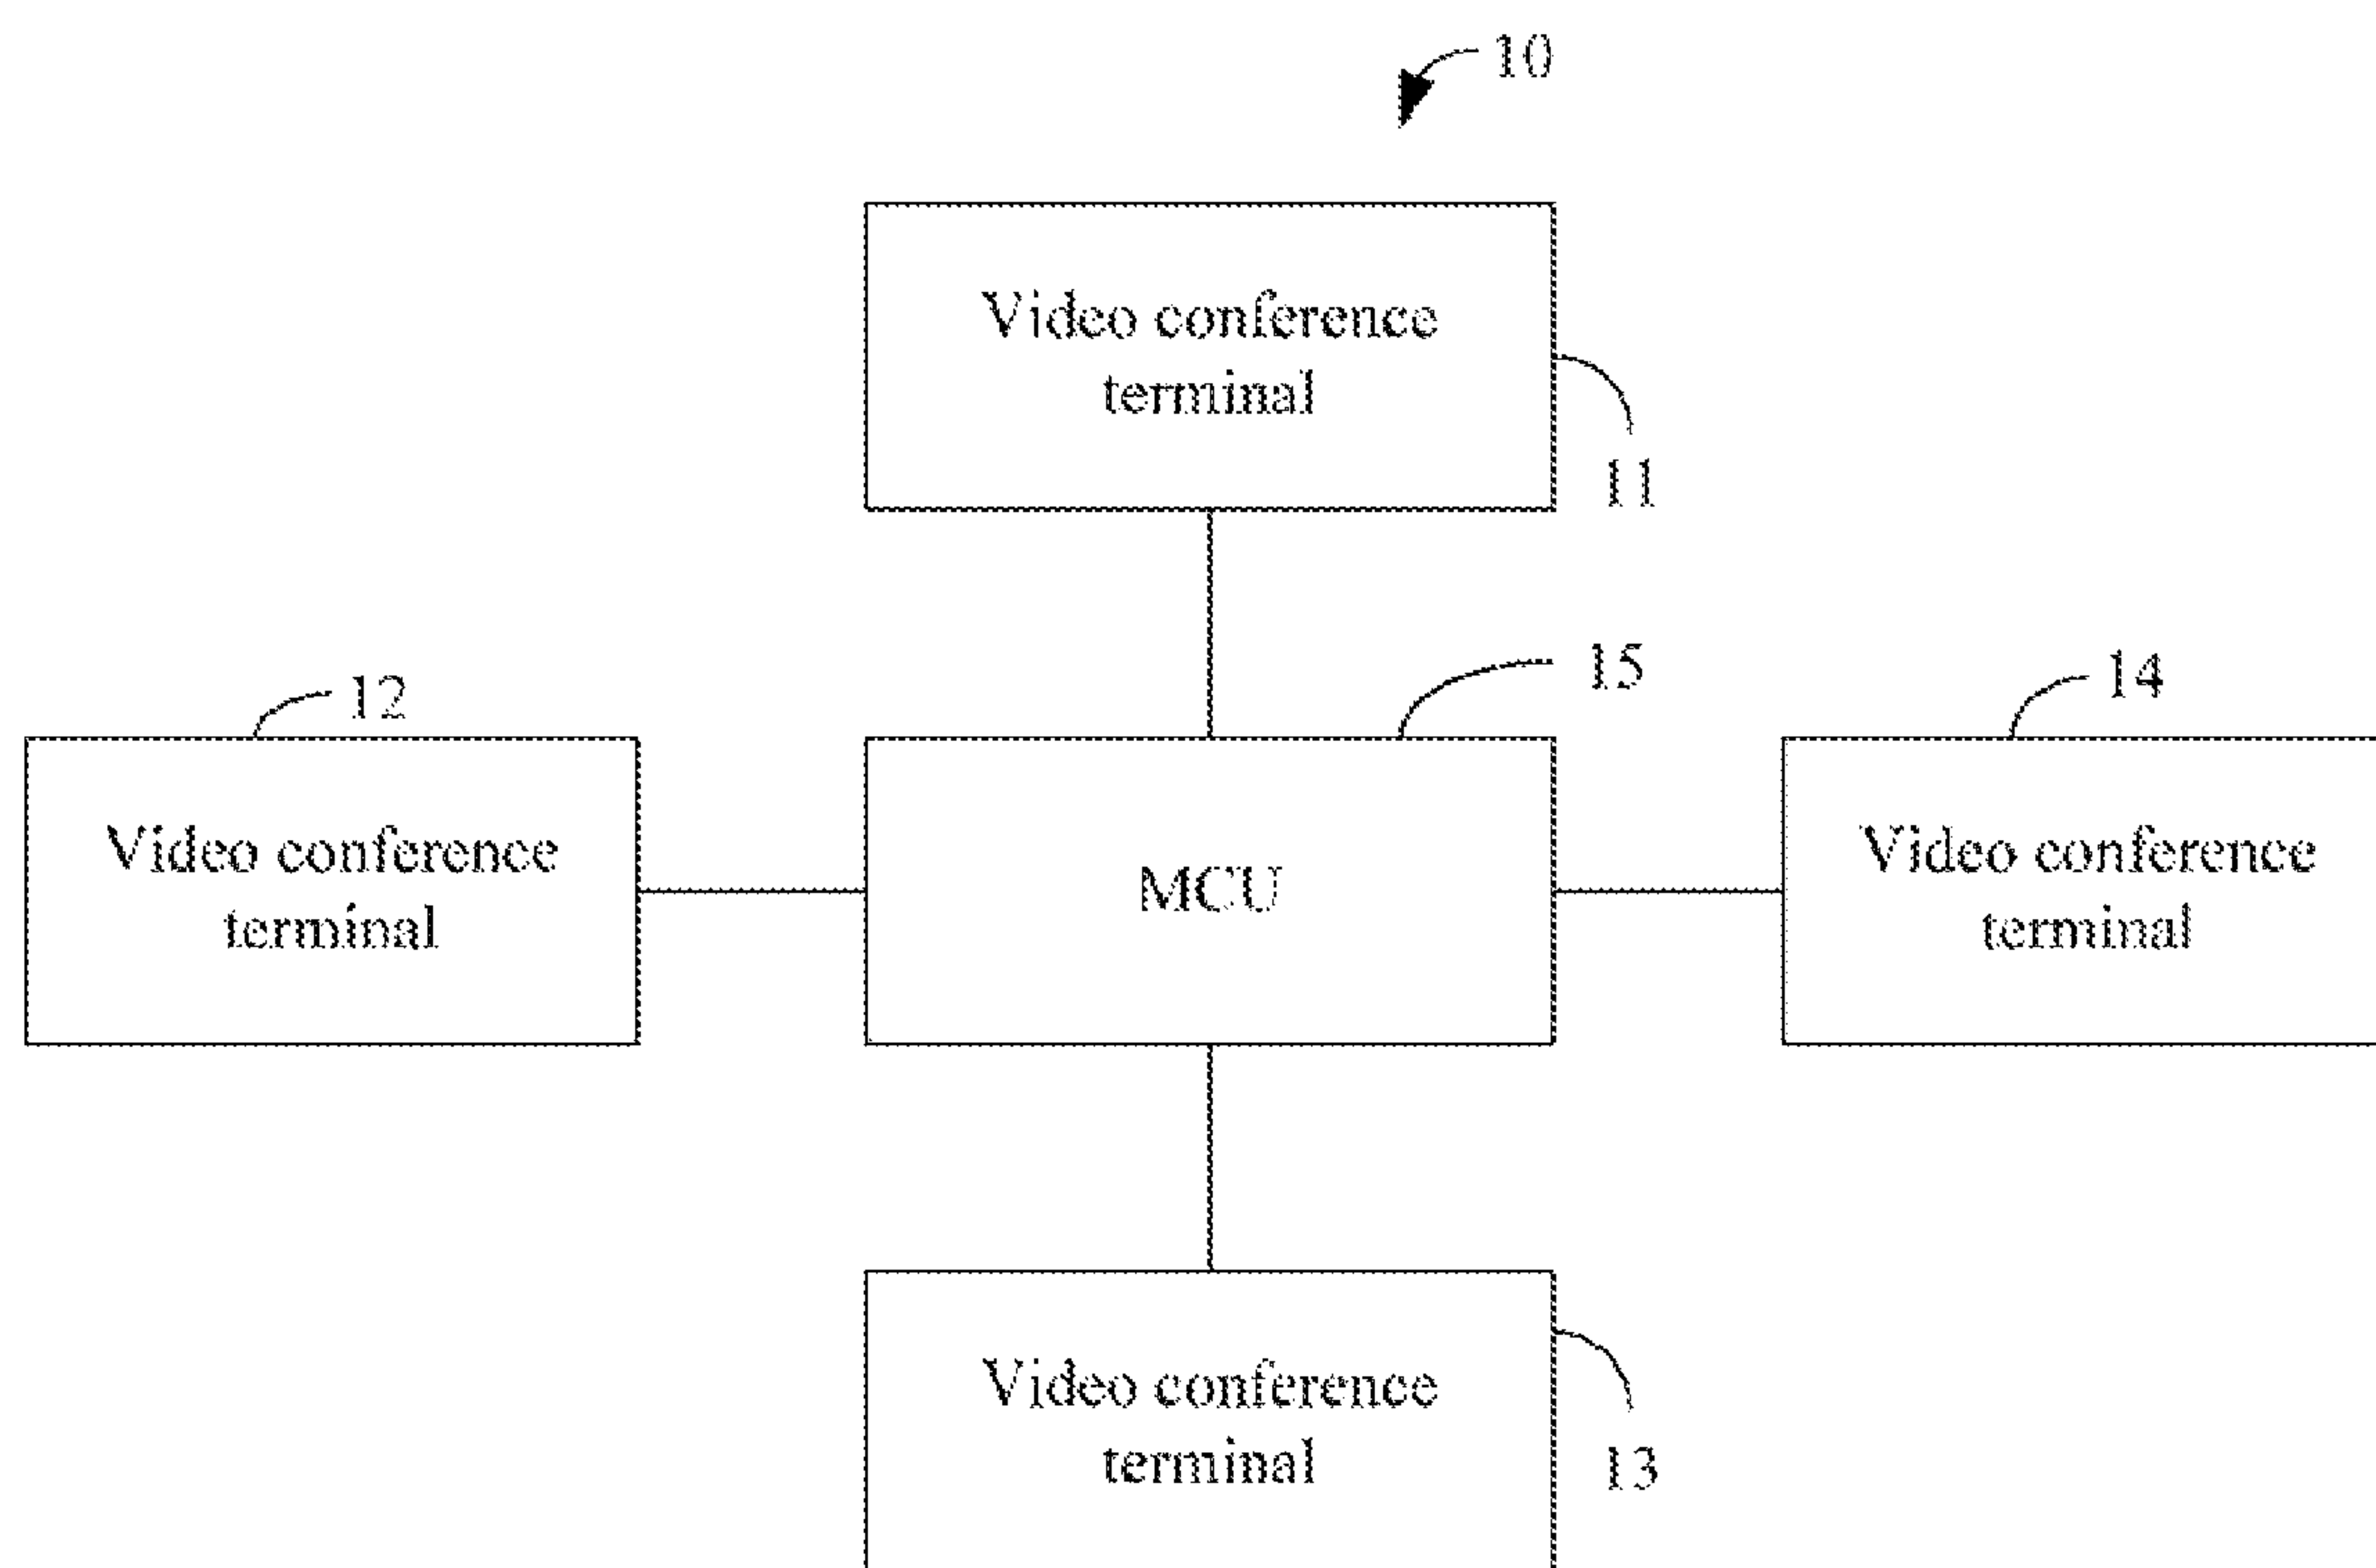 10
Video conference
terminal
11
12
15
14
Video conference
terminal
MCU
Video conference
terminal
Video conference
terminal
13